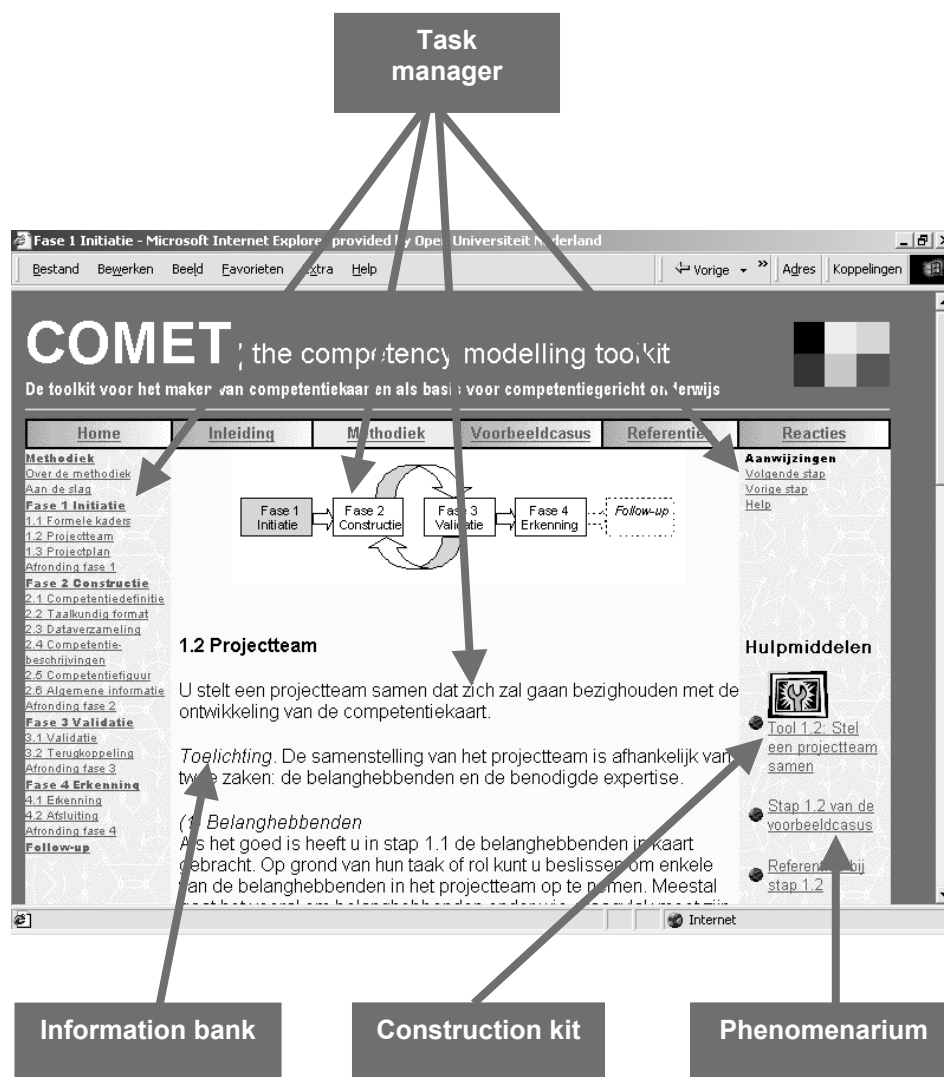 Task
manager
Fase 1 Initiatie - Microsoft Internet Explorer provided by Open Universiteit Nederland
Bestand Bewerken Beeld Favorieten Extra Help Vorige Adres Koppelingen
COMET, the competency modelling toolkit
De toolkit voor het maken van competentiekaarten als basis voor competentiegericht onderwijs
Home Inleiding Methodiek Voorbeeldcasus Referenties Reacties
Methodiek
Over de methodiek
Aan de slag
Fase 1 Initiatie
1.1 Formele kaders
1.2 Projectteam
1.3 Projectplan
Afronding fase 1
Fase 2 Constructie
2.1 Competentiedefinitie
2.2 Taalkundig format
2.3 Dataverzameling
2.4 Competentie-
beschrijvingen
2.5 Competentiefiguur
2.6 Algemene informatie
Afronding fase 2
Fase 3 Validatie
3.1 Validatie
3.2 Terugkoppeling
Afronding fase 3
Fase 4 Erkenning
4.1 Erkenning
4.2 Afsluiting
Afronding fase 4
Follow-up
Fase 1
Initiatie
Fase 2
Constructie
Fase 3
Validatie
Fase 4
Erkenning
Follow-up
1.2 Projectteam
U stelt een projectteam samen dat zich zal gaan bezighouden met de
ontwikkeling van de competentiekaart.
Toelichting. De samenstelling van het projectteam is afhankelijk van
twee zaken: de belanghebbenden en de benodigde expertise.
(1) Belanghebbenden
Als het goed is heeft u in stap 1.1 de belanghebbenden in kaart
gebracht. Op grond van hun taak of rol kunt u beslissen om enkele
van de belanghebbenden in het projectteam op te nemen. Meestal
Aanwijzingen
Volgende stap
Vorige stap
Help
Hulpmiddelen
Tool 1.2: Stel
een projectteam
samen
Stap 1.2 van de
voorbeeldcasus
Referenties bij
stap 1.2
Internet
Information bank
Construction kit
Phenomenarium